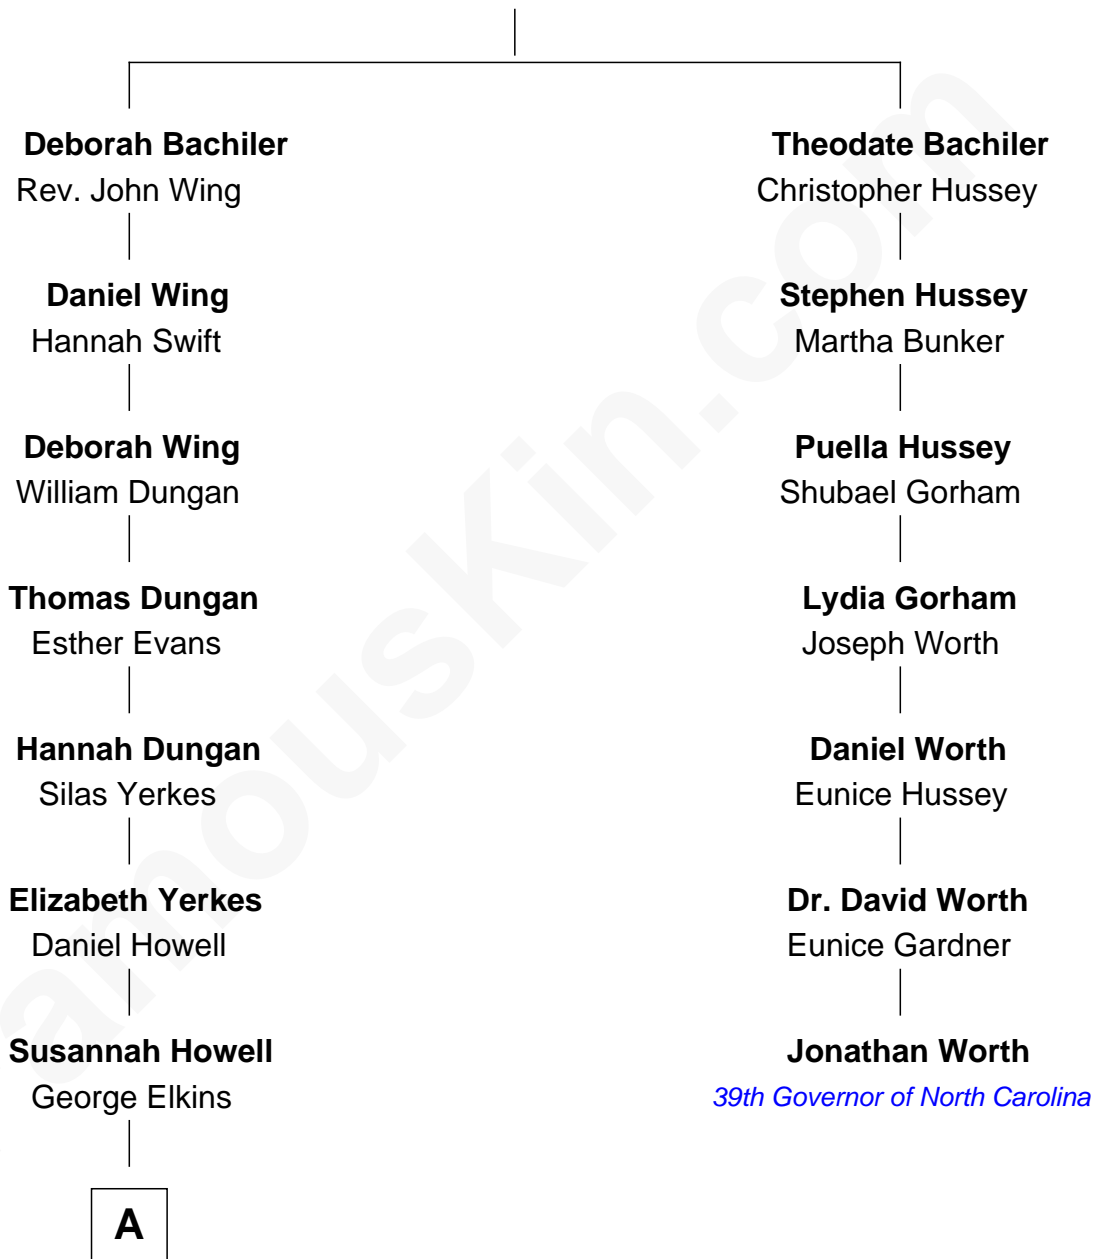 Deborah Bachiler
Rev. John Wing
Daniel Wing
Hannah Swift
Deborah Wing
William Dungan
Thomas Dungan
Esther Evans
Hannah Dungan
Silas Yerkes
Elizabeth Yerkes
Daniel Howell
Susannah Howell
George Elkins
A
Theodate Bachiler
Christopher Hussey
Stephen Hussey
Martha Bunker
Puella Hussey
Shubael Gorham
Lydia Gorham
Joseph Worth
Daniel Worth
Eunice Hussey
Dr. David Worth
Eunice Gardner
Jonathan Worth
39th Governor of North Carolina
amouskin.com